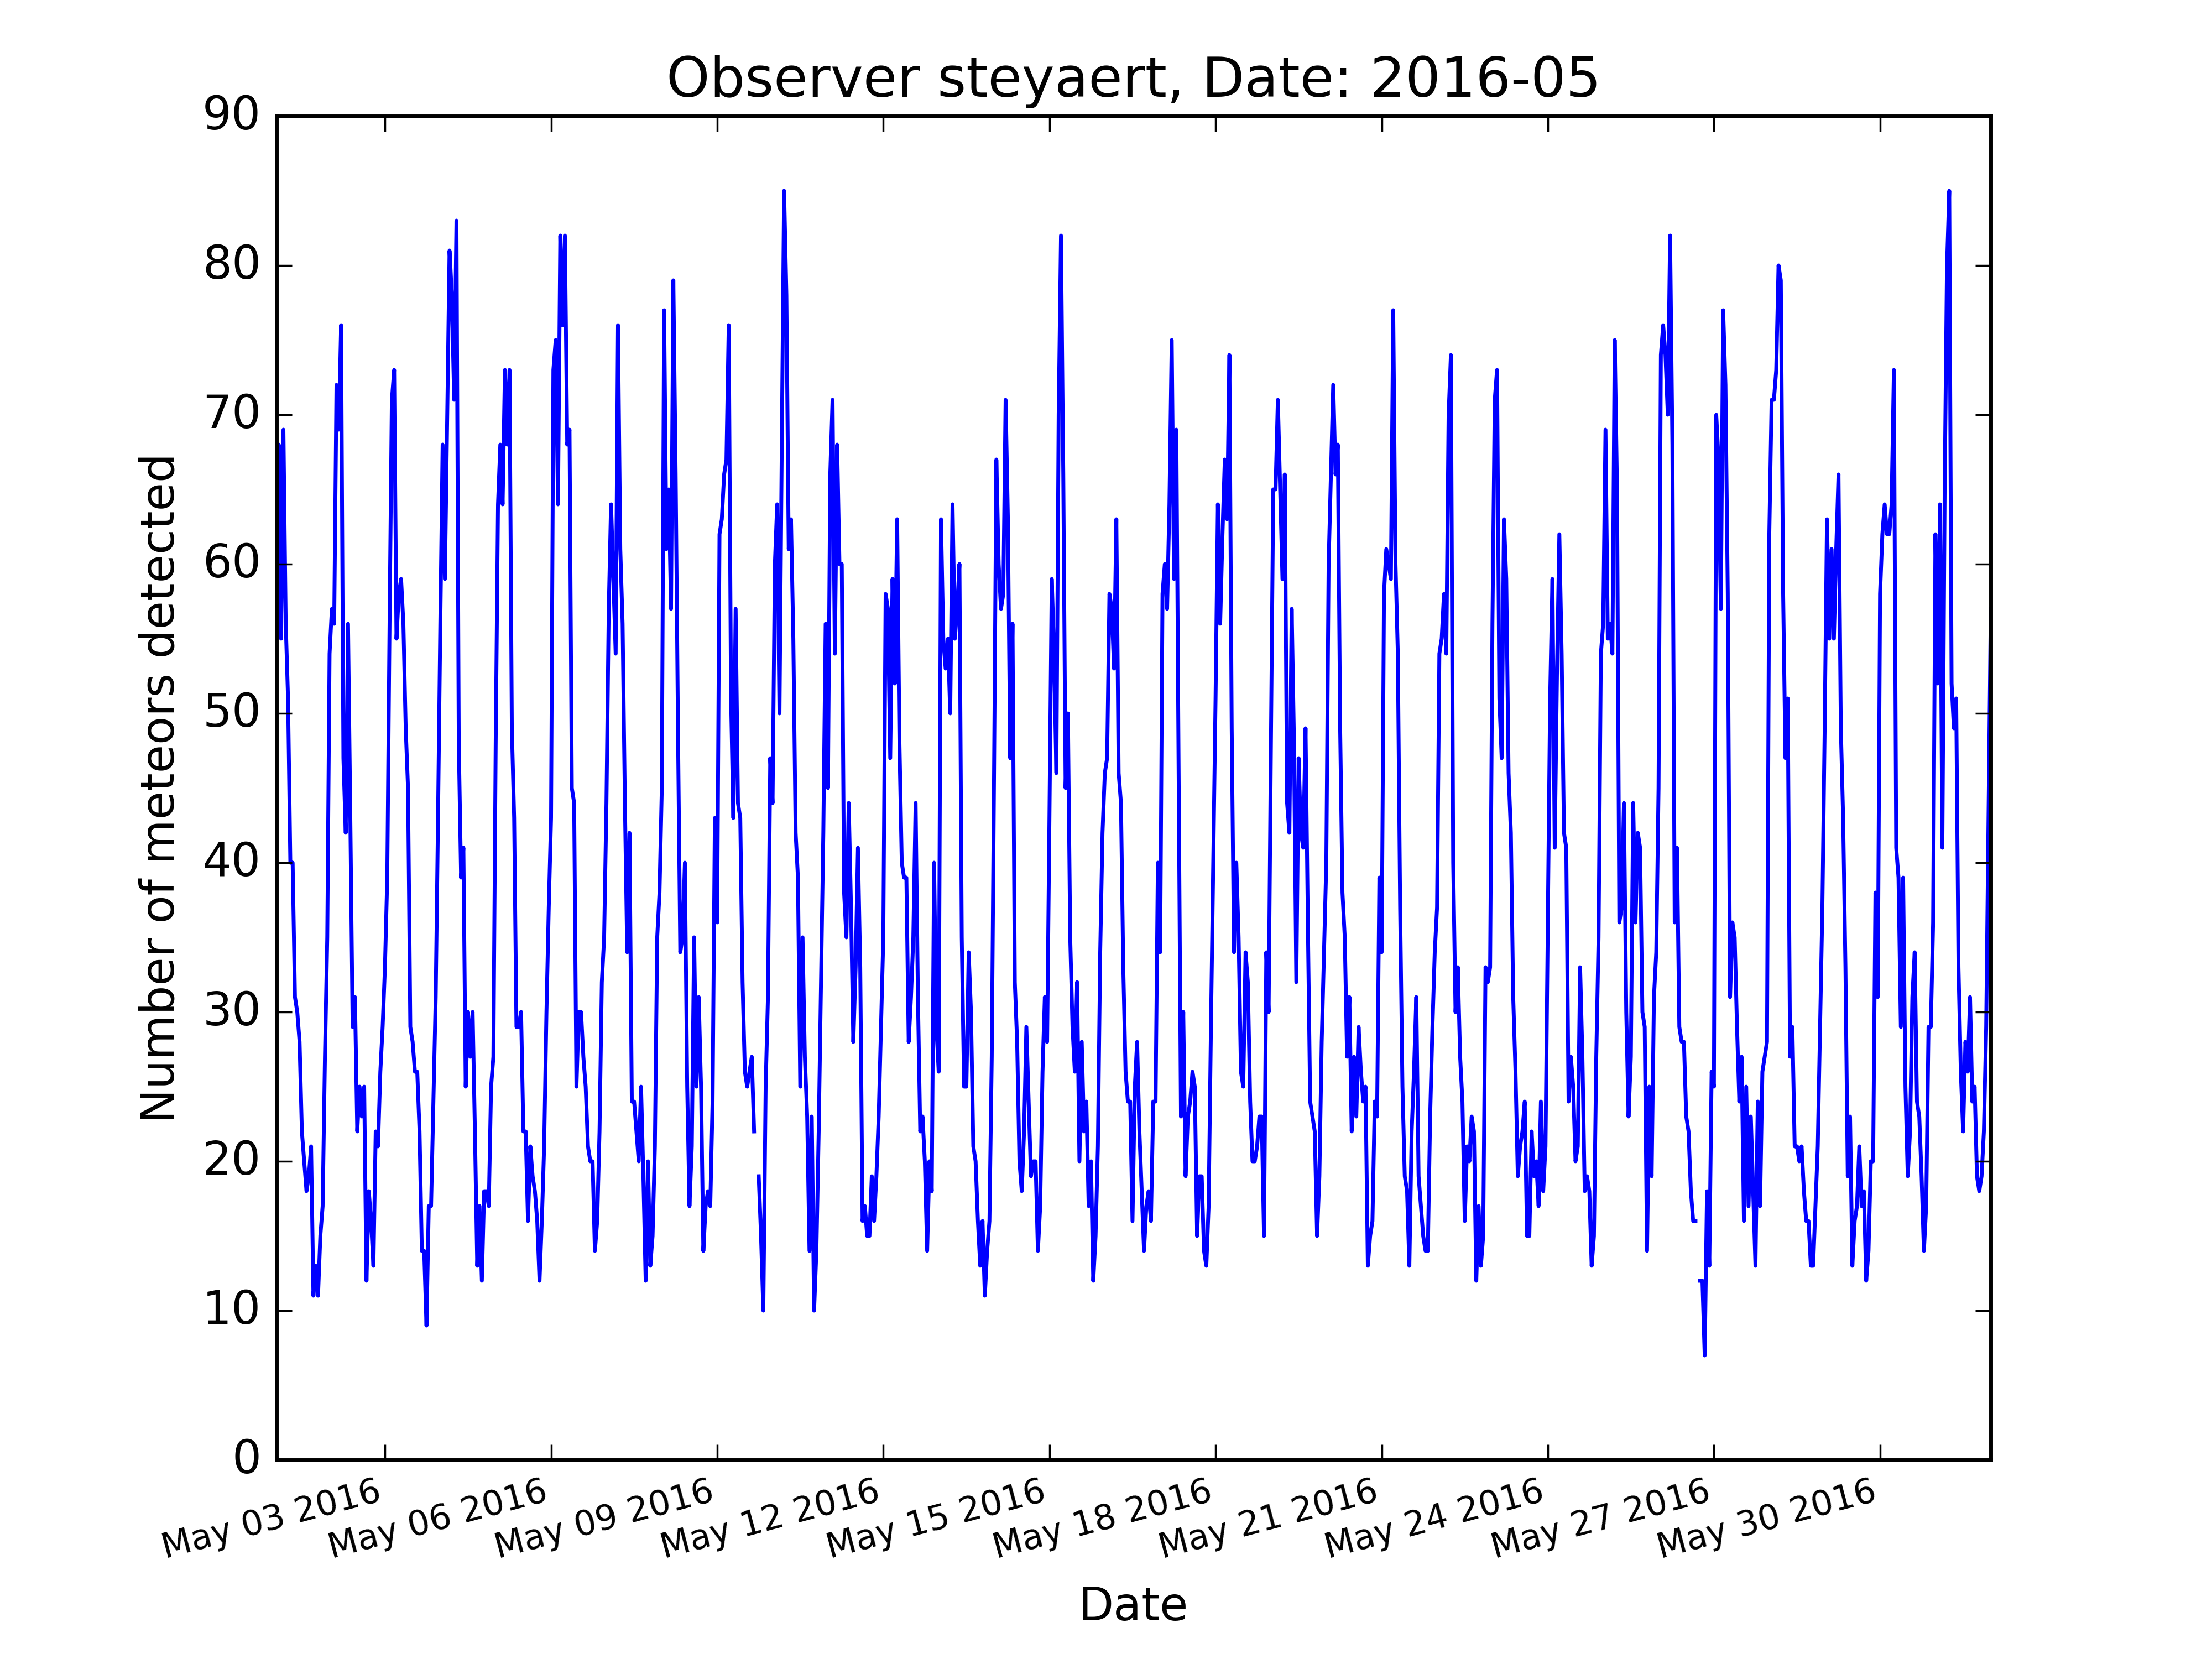 Observer steyaert, Date: 2016-05
Number of meteors detected
90
80
70
60
50
40
30
20
10
0
May 03 2016
May 06 2016
May 09 2016
May 12 2016
May 15 2016
May 18 2016
May 21 2016
May 24 2016
May 27 2016
May 30 2016
Date